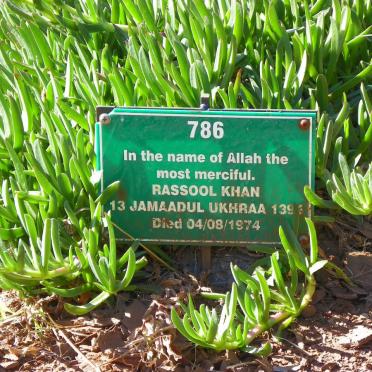 786
In the name of Allah the
most merciful.
RASSOOL KHAN
13 JAMAADUL UKHRAA
Died 04/08/1974